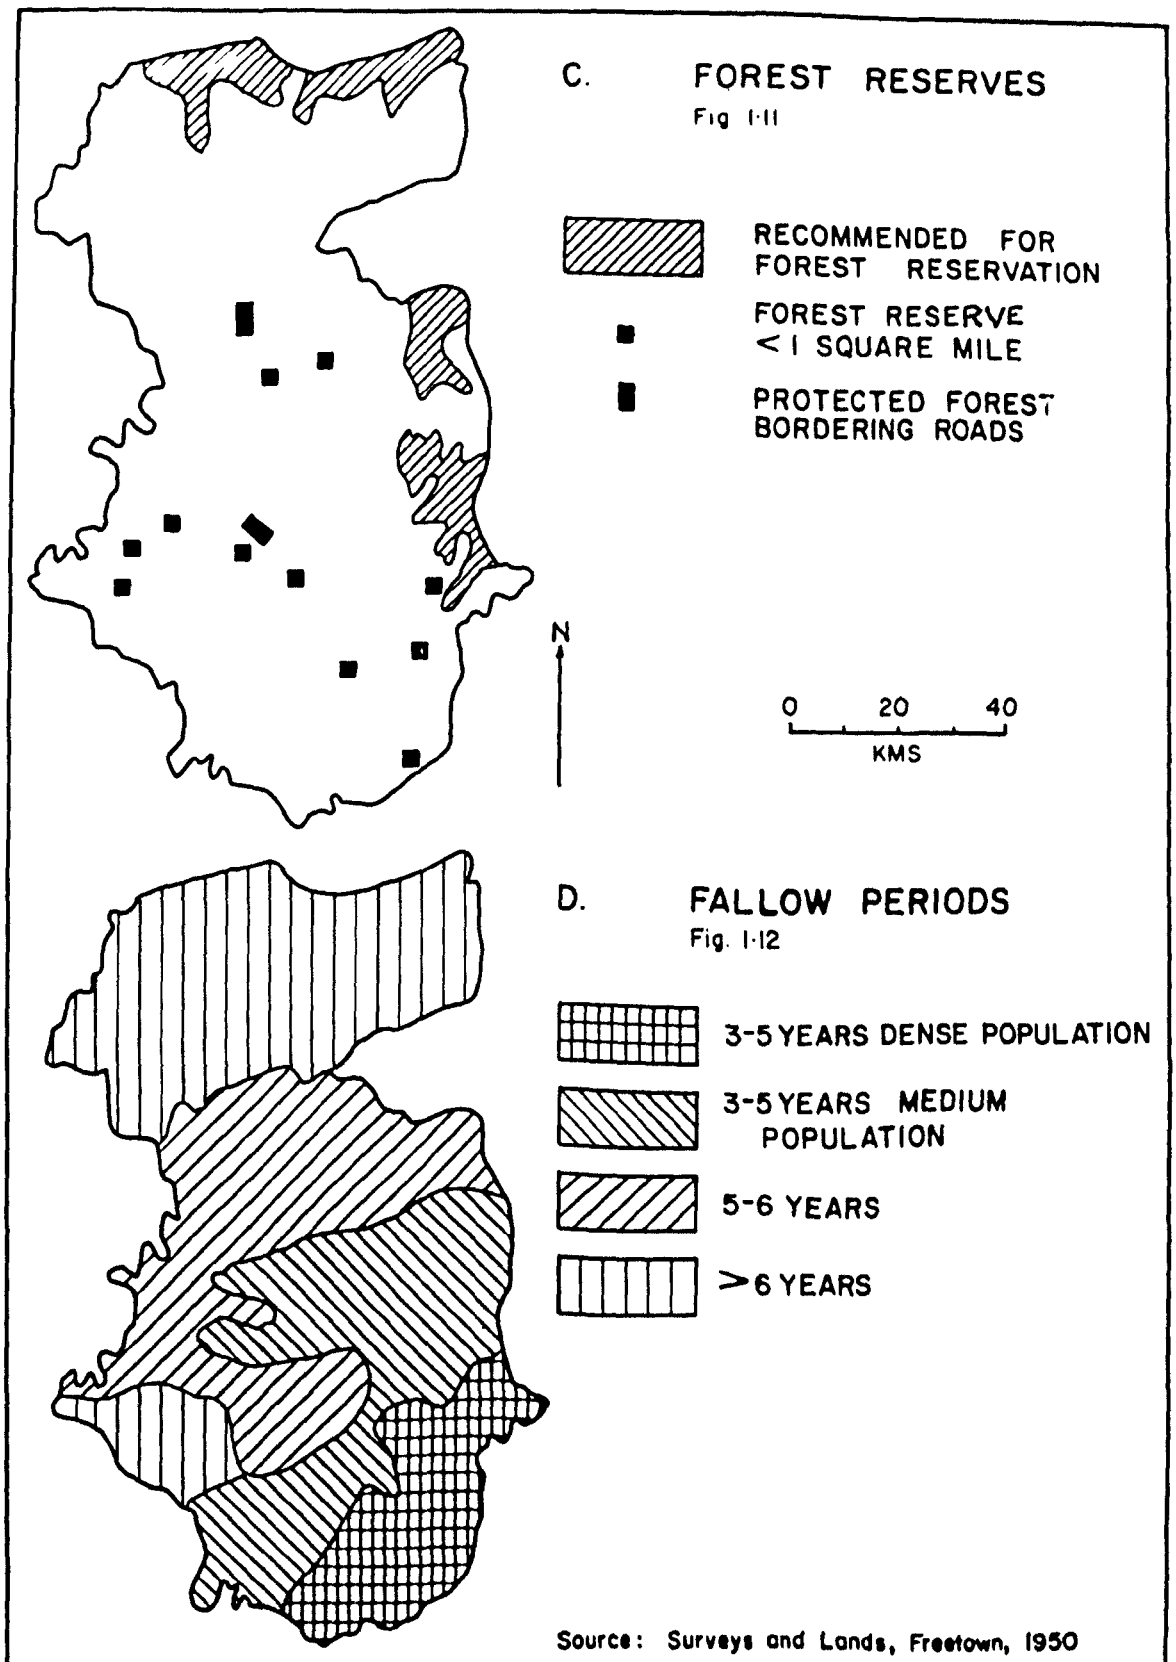 C. FOREST RESERVES
Fig 1·11
RECOMMENDED FOR
FOREST RESERVATION
FOREST RESERVE
< 1 SQUARE MILE
PROTECTED FOREST
BORDERING ROADS
N
0 20 40
KMS
D. FALLOW PERIODS
Fig. 1·12
3-5 YEARS DENSE POPULATION
3-5 YEARS MEDIUM
POPULATION
5-6 YEARS
>6 YEARS
Source: Surveys and Lands, Freetown, 1950